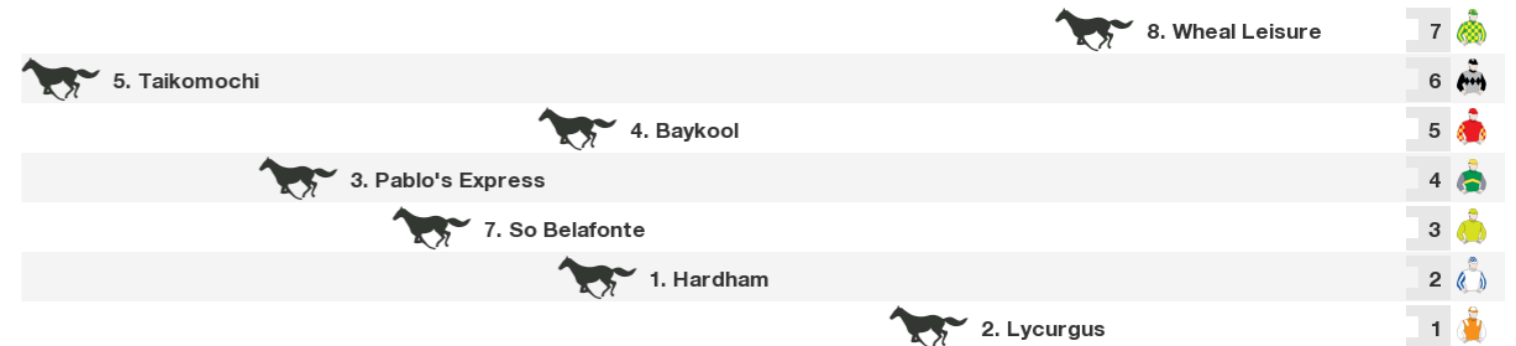 8. Wheal Leisure 7
5. Taikomochi 6
4. Baykool 5
3. Pablo's Express 4
7. So Belafonte 3
1. Hardham 2
2. Lycurgus 1